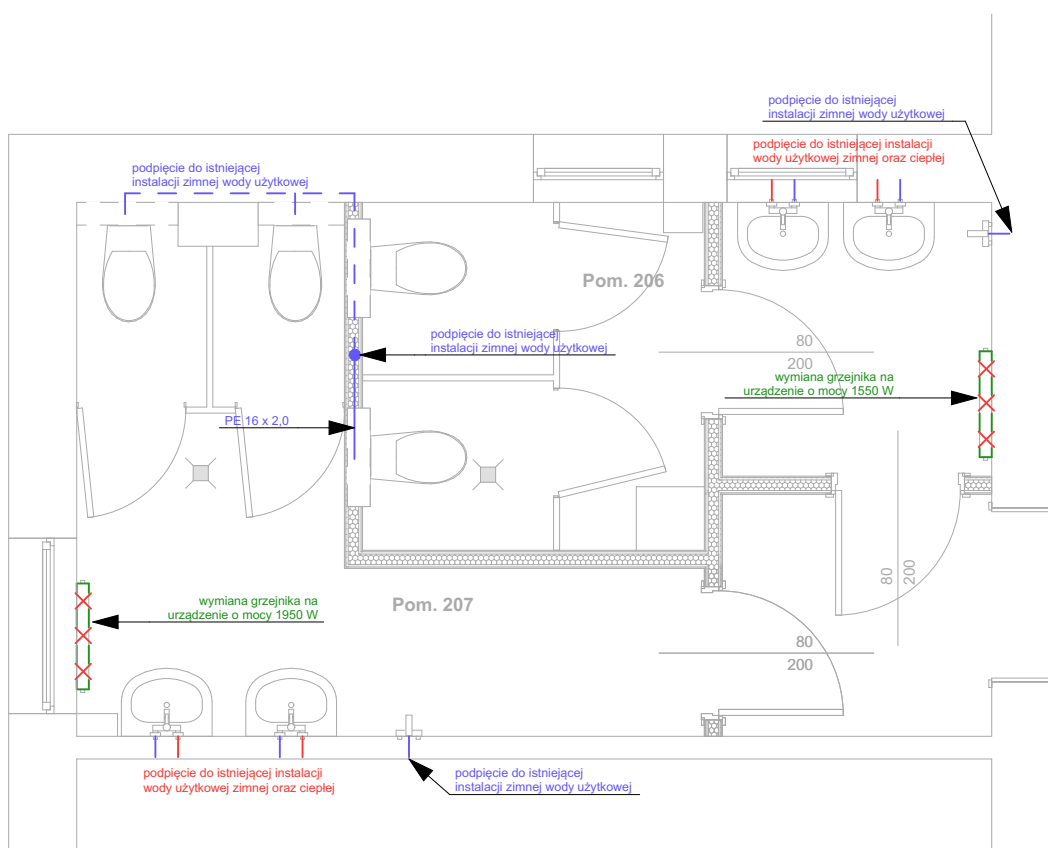 podpięcie do istniejącej
instalacji zimnej wody użytkowej
podpięcie do istniejącej instalacji
wody użytkowej zimnej oraz ciepłej
podpięcie do istniejącej
instalacji zimnej wody użytkowej
Pom. 206
podpięcie do istniejącej
instalacji zimnej wody użytkowej
80
200
wymiana grzejnika na
urządzenie o mocy 1550 W
PE 16 x 2,0
80
200
wymiana grzejnika na
urządzenie o mocy 1950 W
Pom. 207
80
200
podpięcie do istniejącej instalacji
wody użytkowej zimnej oraz ciepłej
podpięcie do istniejącej
instalacji zimnej wody użytkowej